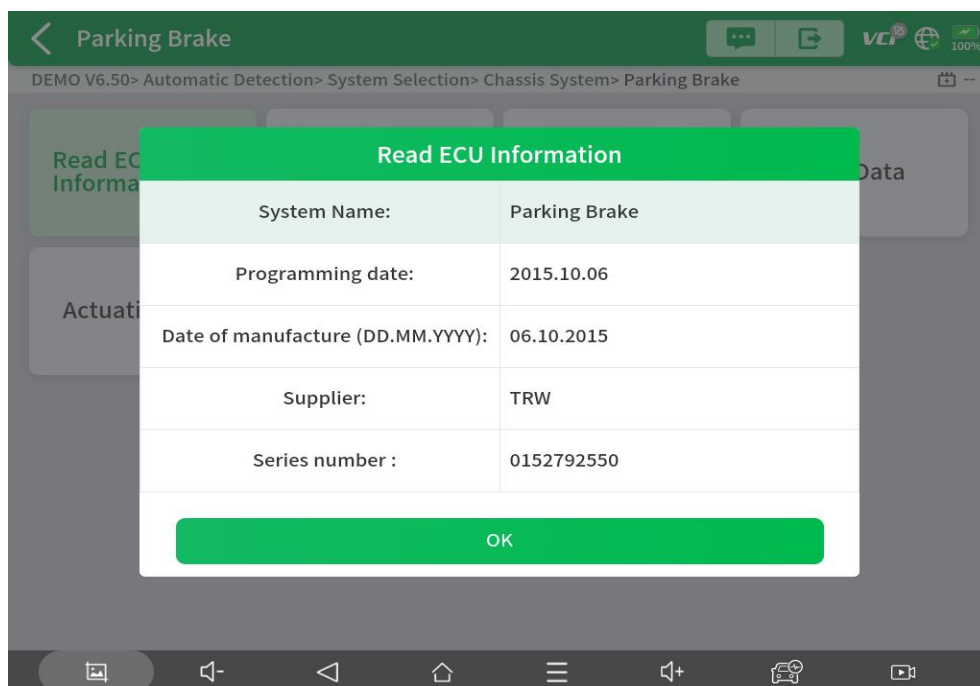 Parking Brake
VCI
100%
DEMO V6.50> Automatic Detection> System Selection> Chassis System> Parking Brake
--
Read EC
Informa
Data
Actuati
Read ECU Information
System Name: Parking Brake
Programming date: 2015.10.06
Date of manufacture (DD.MM.YYYY): 06.10.2015
Supplier: TRW
Series number : 0152792550
OK